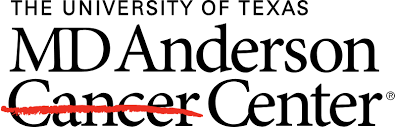 THE UNIVERSITY OF TEXAS
MD Anderson
Cancer Center®